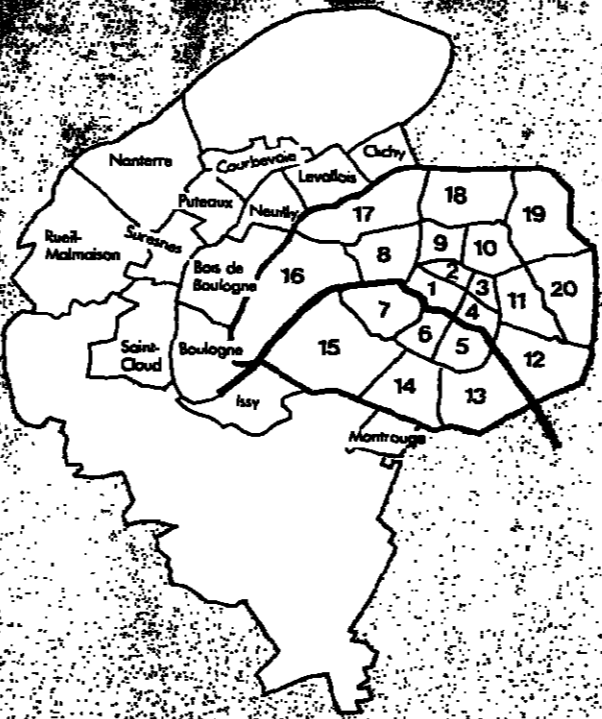 Nanterre
Courbevoie
Clichy
Levallois
Puteaux
Neuilly
Rueil-
Malmaison
Suresnes
Bois de
Boulogne
Saint-
Cloud
Boulogne
Issy
Montrouge
17
18
19
16
8
9
10
2
1
3
11
20
7
4
6
5
15
12
14
13